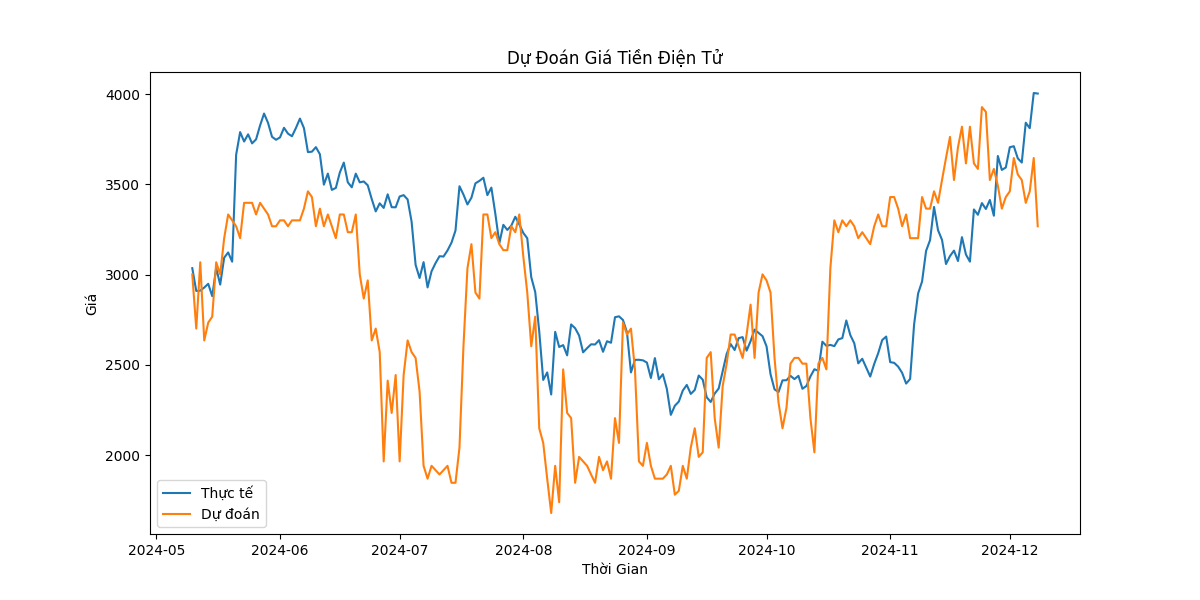 Dự Đoán Giá Tiền Điện Tử
Giá
4000
3500
3000
2500
2000
Thực tế
Dự đoán
2024-05 2024-06 2024-07 2024-08 2024-09 2024-10 2024-11 2024-12
Thời Gian